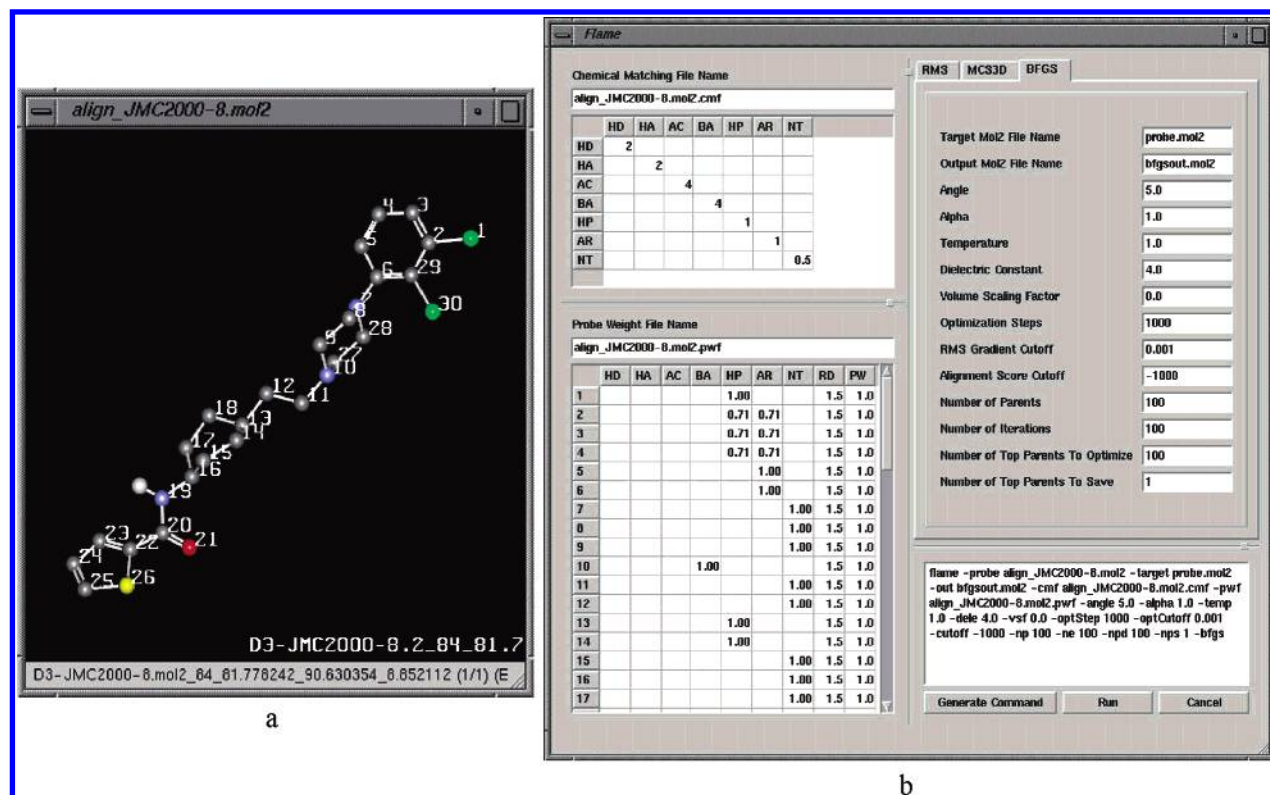 align_JMC2000-8.mol2
4 3
5 2 1
6 29
7
8 30
9 28
27
10
12
11
18 13
14
17 15
16
19
20
23 22 21
24
25 26
D3-JMC2000-8.2_84_81.7
D3-JMC2000-8.mol2_84_81.778242_90.630354_8.852112 (1/1) (E
a
Flame
Chemical Matching File Name
align_JMC2000-8.mol2.cmf
HD HA AC BA HP AR NT
HD 2
HA 2
AC 4
BA 4
HP 1
AR 1
NT 0.5
Probe Weight File Name
align_JMC2000-8.mol2.pwf
HD HA AC BA HP AR NT RD PW
1 1.00 1.5 1.0
2 0.71 0.71 1.5 1.0
3 0.71 0.71 1.5 1.0
4 0.71 0.71 1.5 1.0
5 1.00 1.5 1.0
6 1.00 1.5 1.0
7 1.00 1.5 1.0
8 1.00 1.5 1.0
9 1.00 1.5 1.0
10 1.00 1.5 1.0
11 1.00 1.5 1.0
12 1.00 1.5 1.0
13 1.00 1.5 1.0
14 1.00 1.5 1.0
15 1.00 1.5 1.0
16 1.00 1.5 1.0
17 1.00 1.5 1.0
RMS MCS3D BFGS
Target Mol2 File Name probe.mol2
Output Mol2 File Name bfgsout.mol2
Angle 5.0
Alpha 1.0
Temperature 1.0
Dielectric Constant 4.0
Volume Scaling Factor 0.0
Optimization Steps 1000
RMS Gradient Cutoff 0.001
Alignment Score Cutoff -1000
Number of Parents 100
Number of Iterations 100
Number of Top Parents To Optimize 100
Number of Top Parents To Save 1
flame -probe align_JMC2000-8.mol2 -target probe.mol2
-out bfgsout.mol2 -cmf align_JMC2000-8.mol2.cmf -pwf
align_JMC2000-8.mol2.pwf -angle 5.0 -alpha 1.0 -temp
1.0 -dele 4.0 -vsf 0.0 -optStep 1000 -optCutoff 0.001
-cutoff -1000 -np 100 -ne 100 -npd 100 -nps 1 -bfgs
Generate Command Run Cancel
b